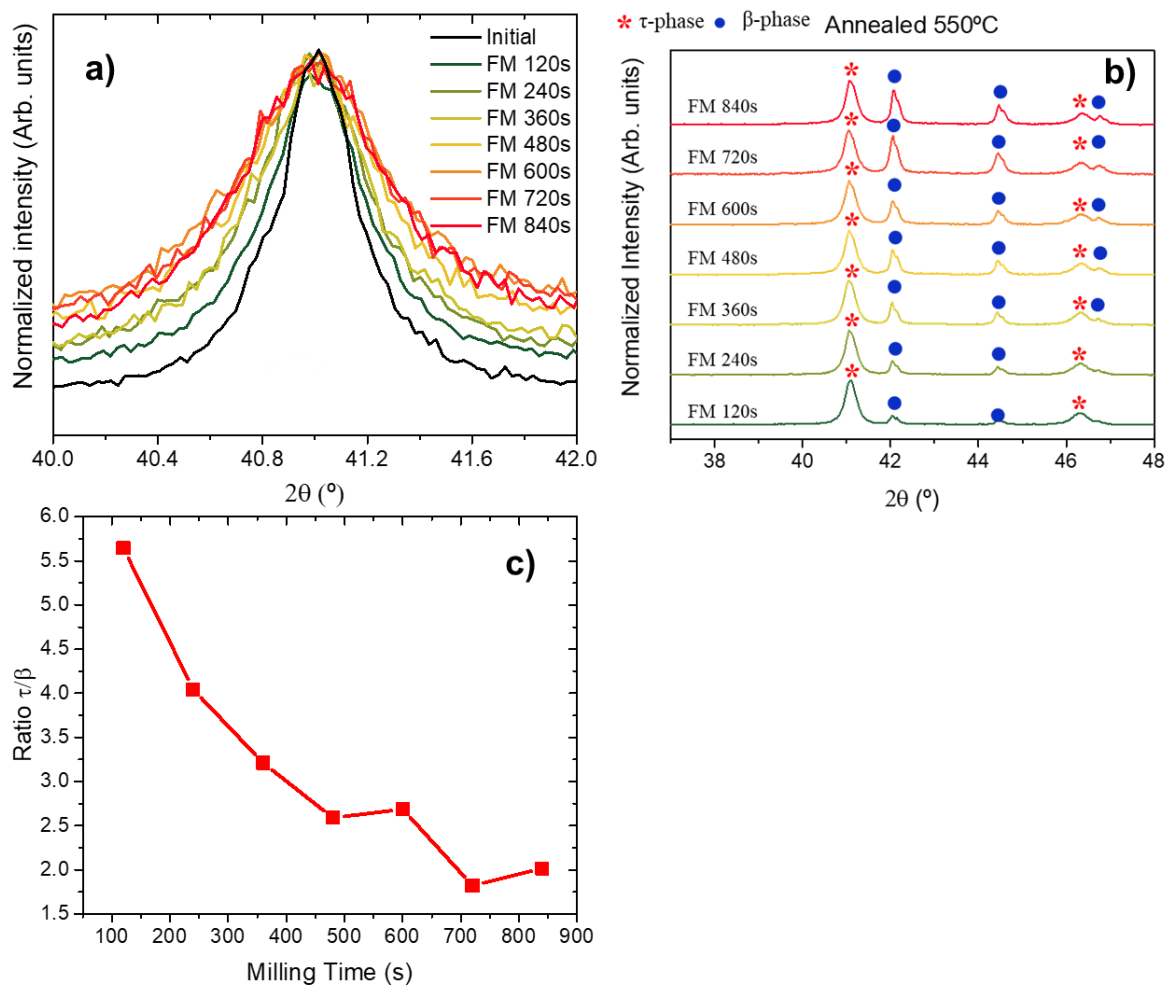 a)
Normalized intensity (Arb. units)
Initial
FM 120s
FM 240s
FM 360s
FM 480s
FM 600s
FM 720s
FM 840s
40.0 40.4 40.8 41.2 41.6 42.0
2θ (º)
* τ-phase β-phase Annealed 550ºC
b)
Normalized Intensity (Arb. units)
FM 840s
FM 720s
FM 600s
FM 480s
FM 360s
FM 240s
FM 120s
38 40 42 44 46 48
2θ (º)
c)
Ratio τ/β
6.0
5.5
5.0
4.5
4.0
3.5
3.0
2.5
2.0
1.5
100 200 300 400 500 600 700 800 900
Milling Time (s)